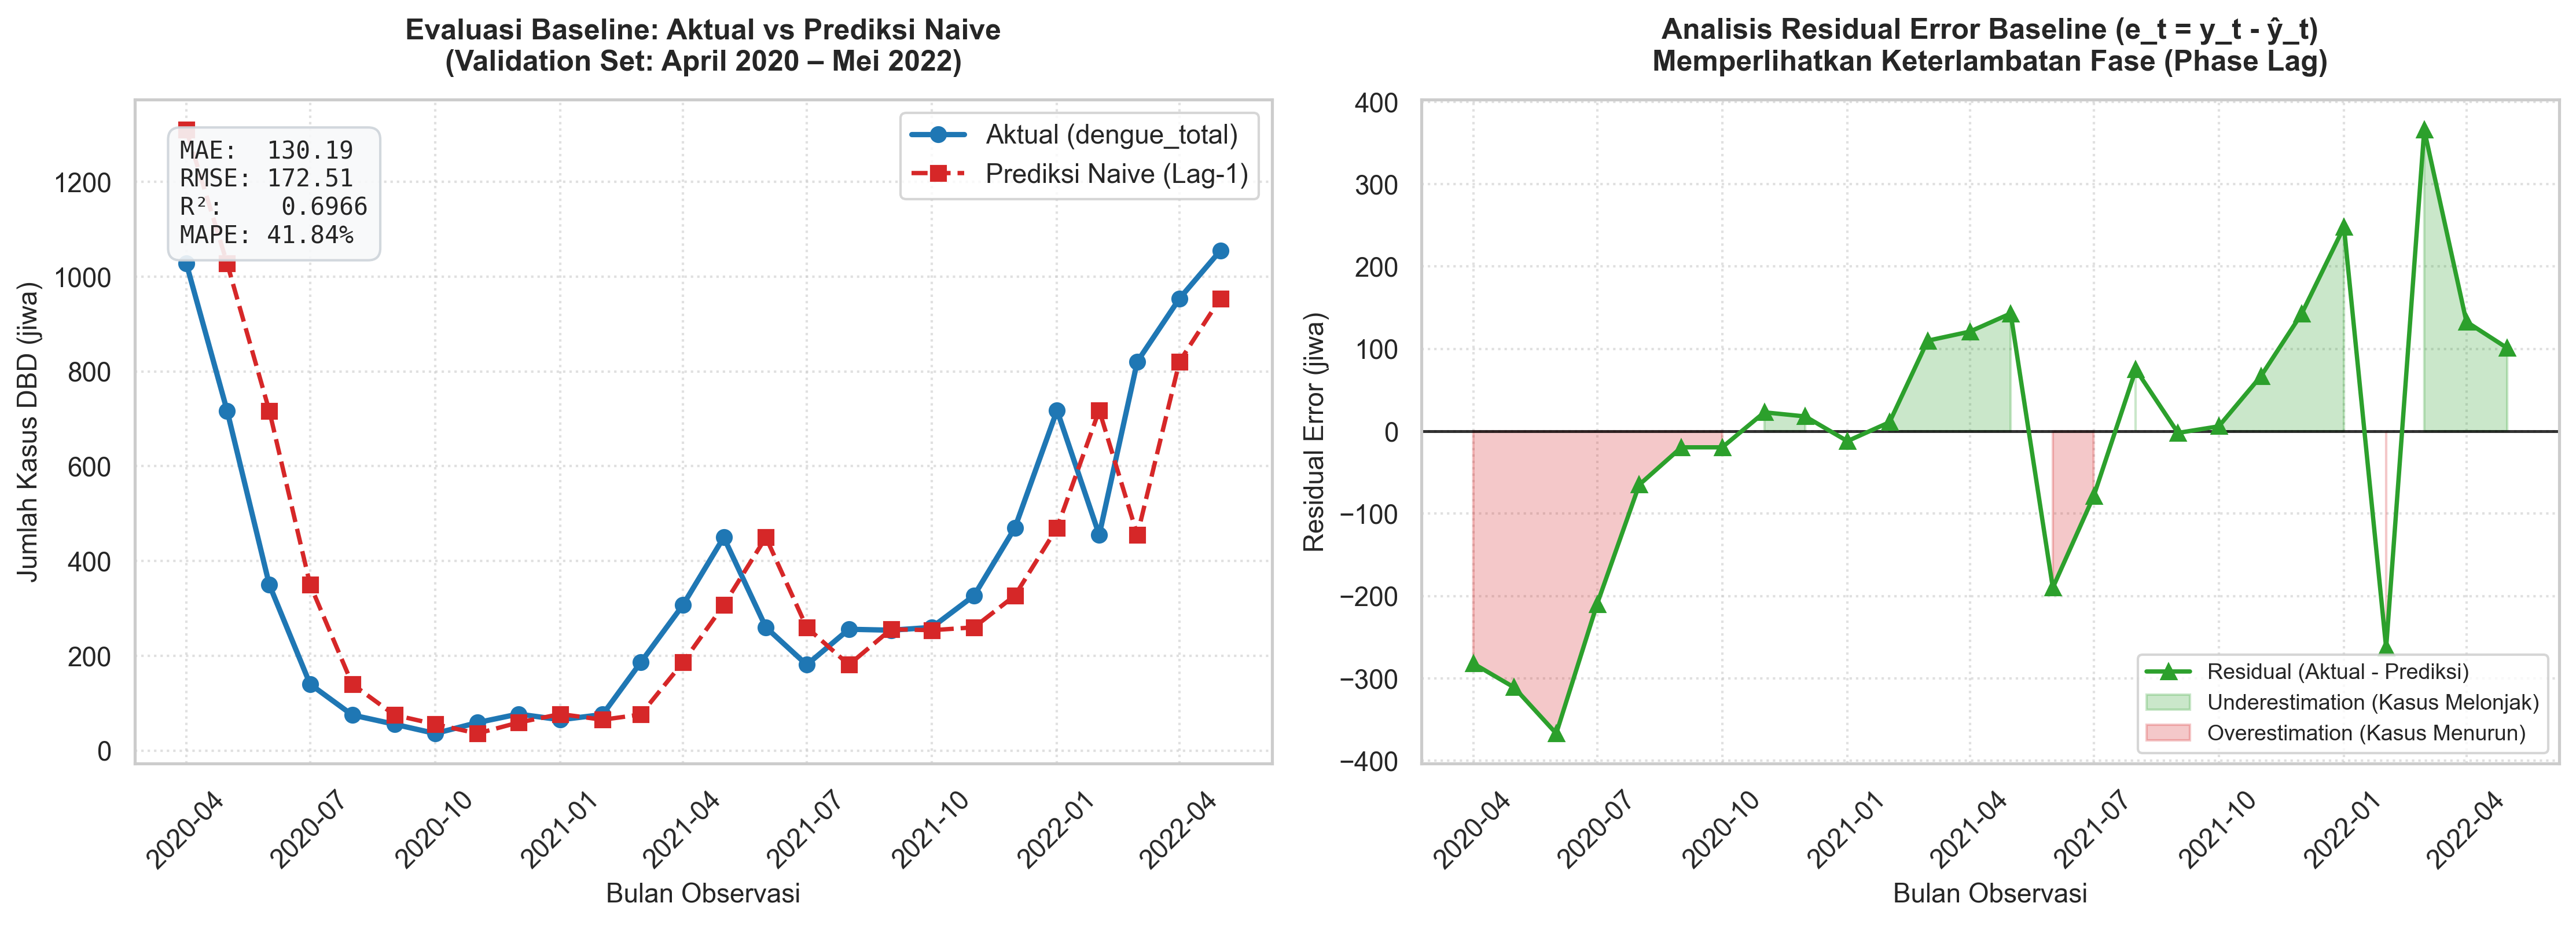 Evaluasi Baseline: Aktual vs Prediksi Naive
(Validation Set: April 2020 – Mei 2022)
MAE: 130.19
RMSE: 172.51
R²: 0.6966
MAPE: 41.84%
Aktual (dengue_total)
Prediksi Naive (Lag-1)
Jumlah Kasus DBD (jiwa)
1200
1000
800
600
400
200
0
2020-04
2020-07
2020-10
2021-01
2021-04
2021-07
2021-10
2022-01
2022-04
Bulan Observasi
Analisis Residual Error Baseline (e_t = y_t - ŷ_t)
Memperlihatkan Keterlambatan Fase (Phase Lag)
Residual Error (jiwa)
400
300
200
100
0
−100
−200
−300
−400
Residual (Aktual - Prediksi)
Underestimation (Kasus Melonjak)
Overestimation (Kasus Menurun)
2020-04
2020-07
2020-10
2021-01
2021-04
2021-07
2021-10
2022-01
2022-04
Bulan Observasi